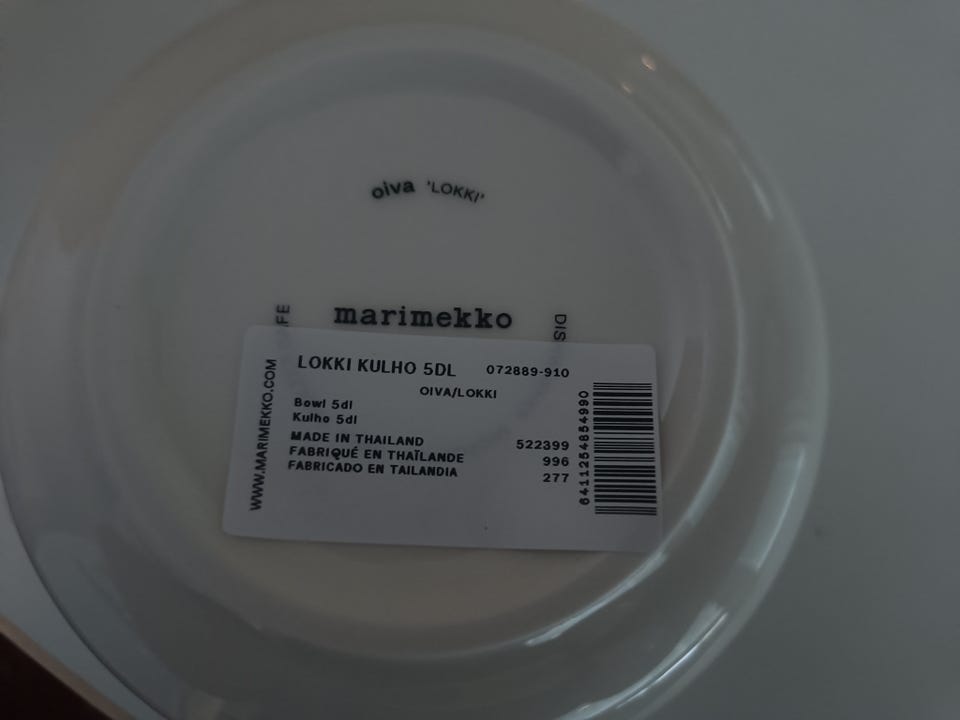 oiva 'LOKKI'
marimekko
FE
DIS
WWW.MARIMEKKO.COM
LOKKI KULHO 5DL 072889-910
OIVA/LOKKI
Bowl 5dl
Kulho 5dl
MADE IN THAILAND 522399
FABRIQUÉ EN THAÏLANDE 996
FABRICADO EN TAILANDIA 277
6411254854990